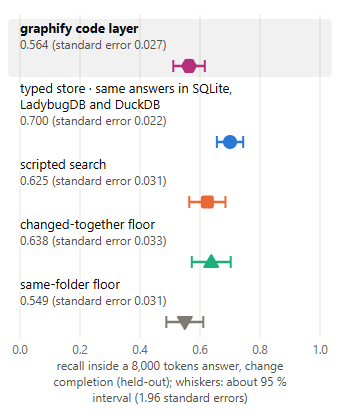 graphify code layer
0.564 (standard error 0.027)
typed store · same answers in SQLite,
LadybugDB and DuckDB
0.700 (standard error 0.022)
scripted search
0.625 (standard error 0.031)
changed-together floor
0.638 (standard error 0.033)
same-folder floor
0.549 (standard error 0.031)
0.0 0.2 0.4 0.6 0.8 1.0
recall inside a 8,000 tokens answer, change
completion (held-out); whiskers: about 95 %
interval (1.96 standard errors)